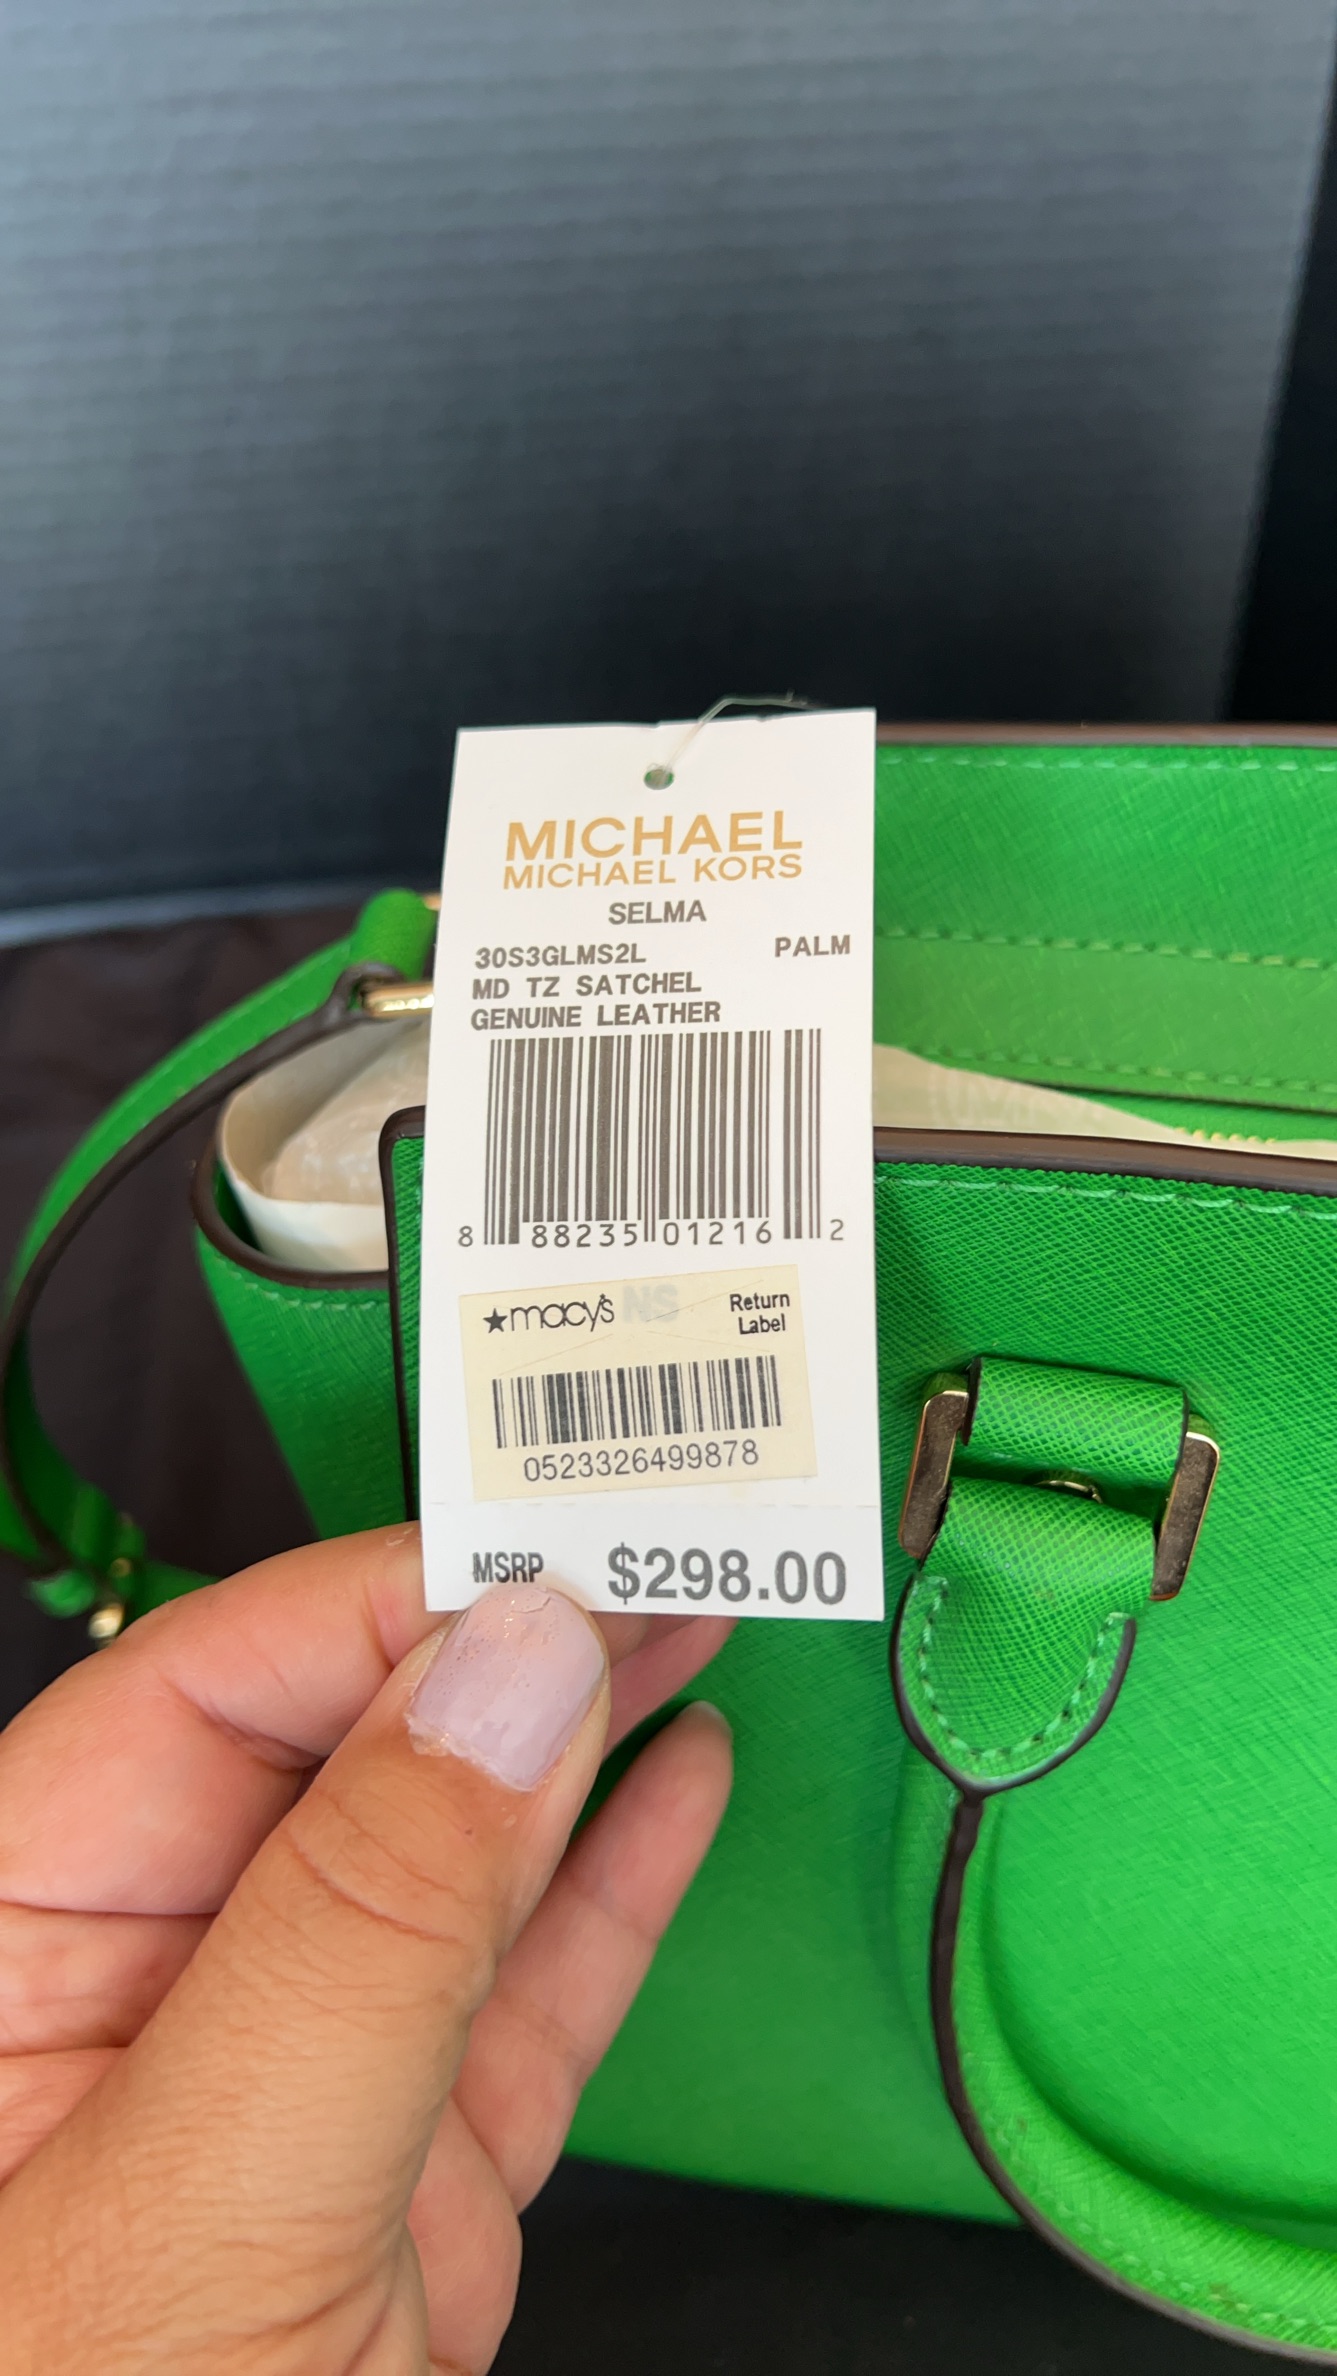 MICHAEL
MICHAEL KORS
SELMA
30S3GLMS2L PALM
MD TZ SATCHEL
GENUINE LEATHER
8 88235 01216 2
★macy's NS Return
Label
0523326499878
MSRP $298.00